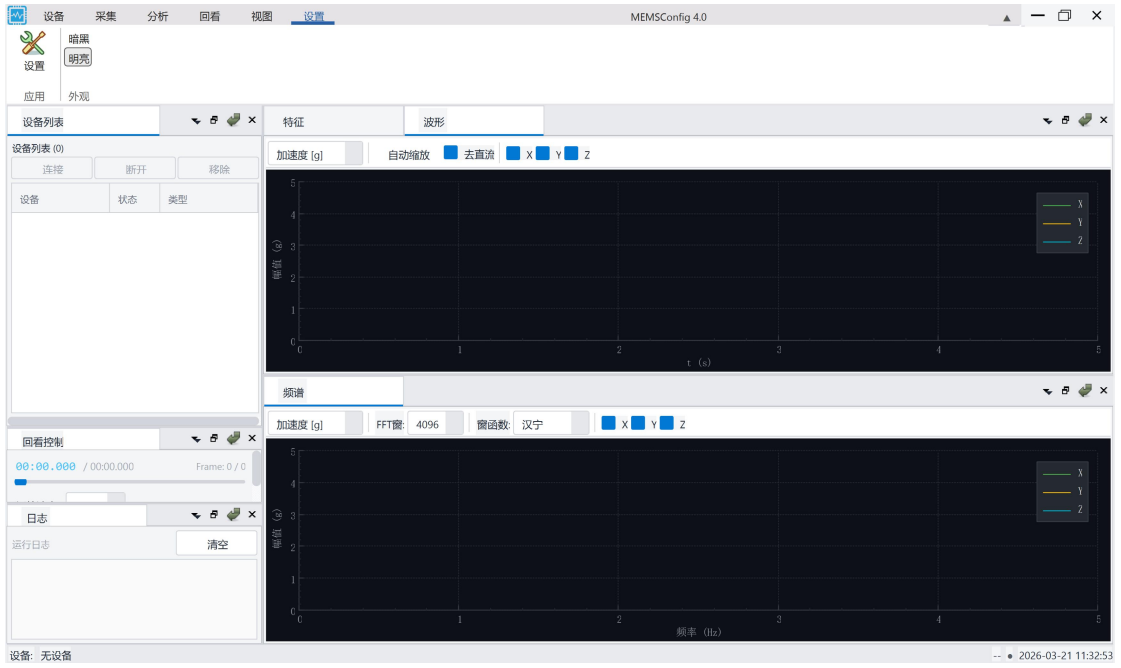 设备 采集 分析 回看 视图 设置 MEMSConfig 4.0
暗黑
明亮
设置
应用 外观
设备列表
设备列表 (0)
连接 断开 移除
设备 状态 类型
回看控制
00:00.000 / 00:00.000 Frame: 0 / 0
日志
运行日志 清空
特征 波形
加速度 [g] 自动缩放 去直流 X Y Z
5
4
3
2
1
0
幅值 (g)
0 1 2 3 4 5
t (s)
X
Y
Z
频谱
加速度 [g] FFT窗: 4096 窗函数: 汉宁 X Y Z
5
4
3
2
1
0
幅值 (g)
0 1 2 3 4 5
频率 (Hz)
X
Y
Z
设备: 无设备 -- ● 2026-03-21 11:32:53